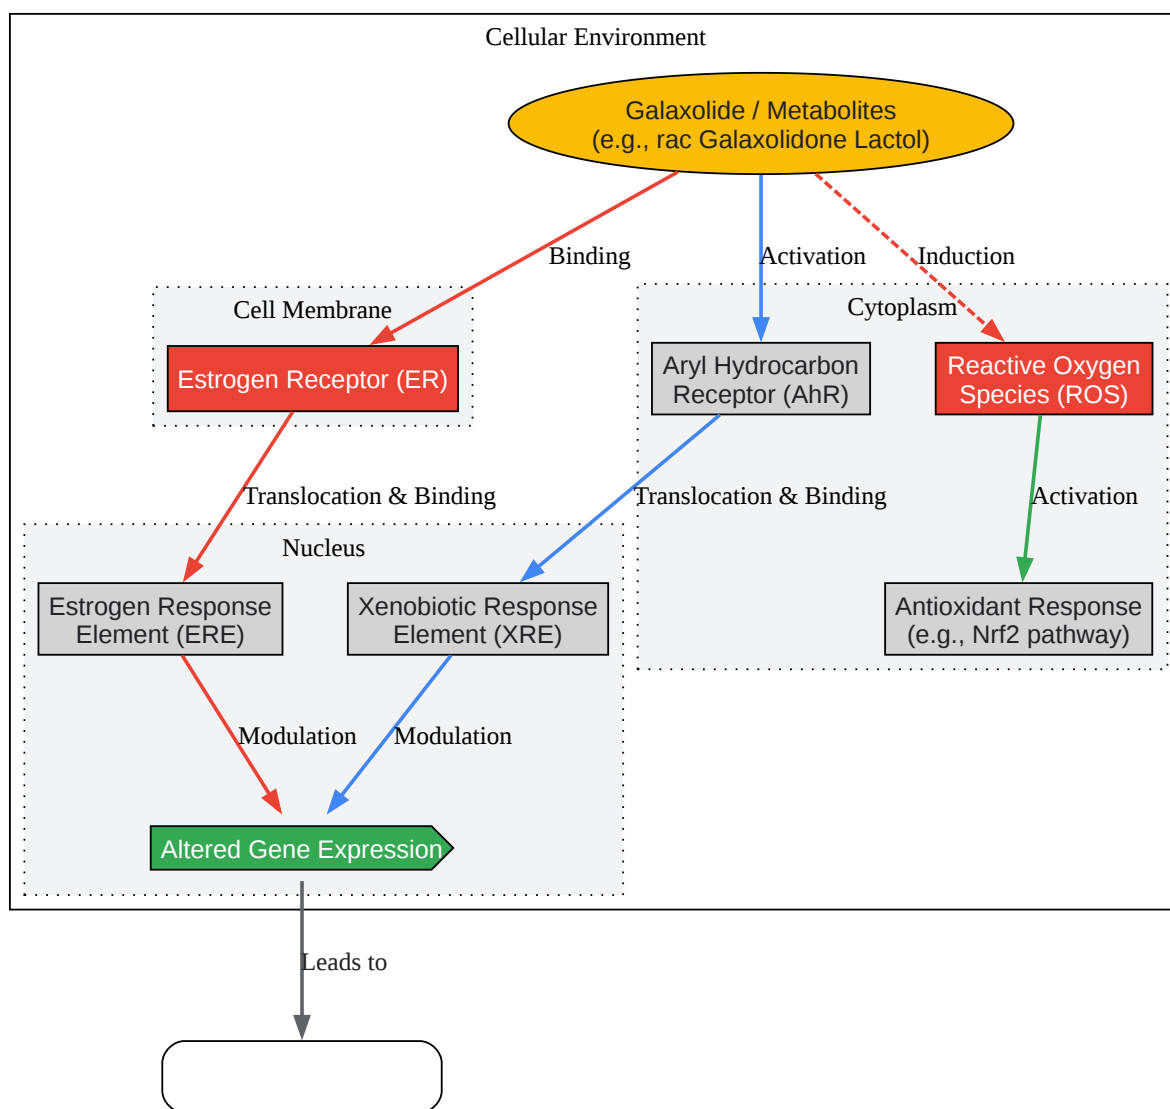 Cellular Environment
Galaxolide / Metabolites
(e.g., rac Galaxolidone Lactol)
Binding
Activation
Induction
Cell Membrane
Cytoplasm
Estrogen Receptor (ER)
Aryl Hydrocarbon
Receptor (AhR)
Reactive Oxygen
Species (ROS)
Translocation & Binding
Translocation & Binding
Activation
Nucleus
Estrogen Response
Element (ERE)
Xenobiotic Response
Element (XRE)
Antioxidant Response
(e.g., Nrf2 pathway)
Modulation
Modulation
Altered Gene Expression
Leads to